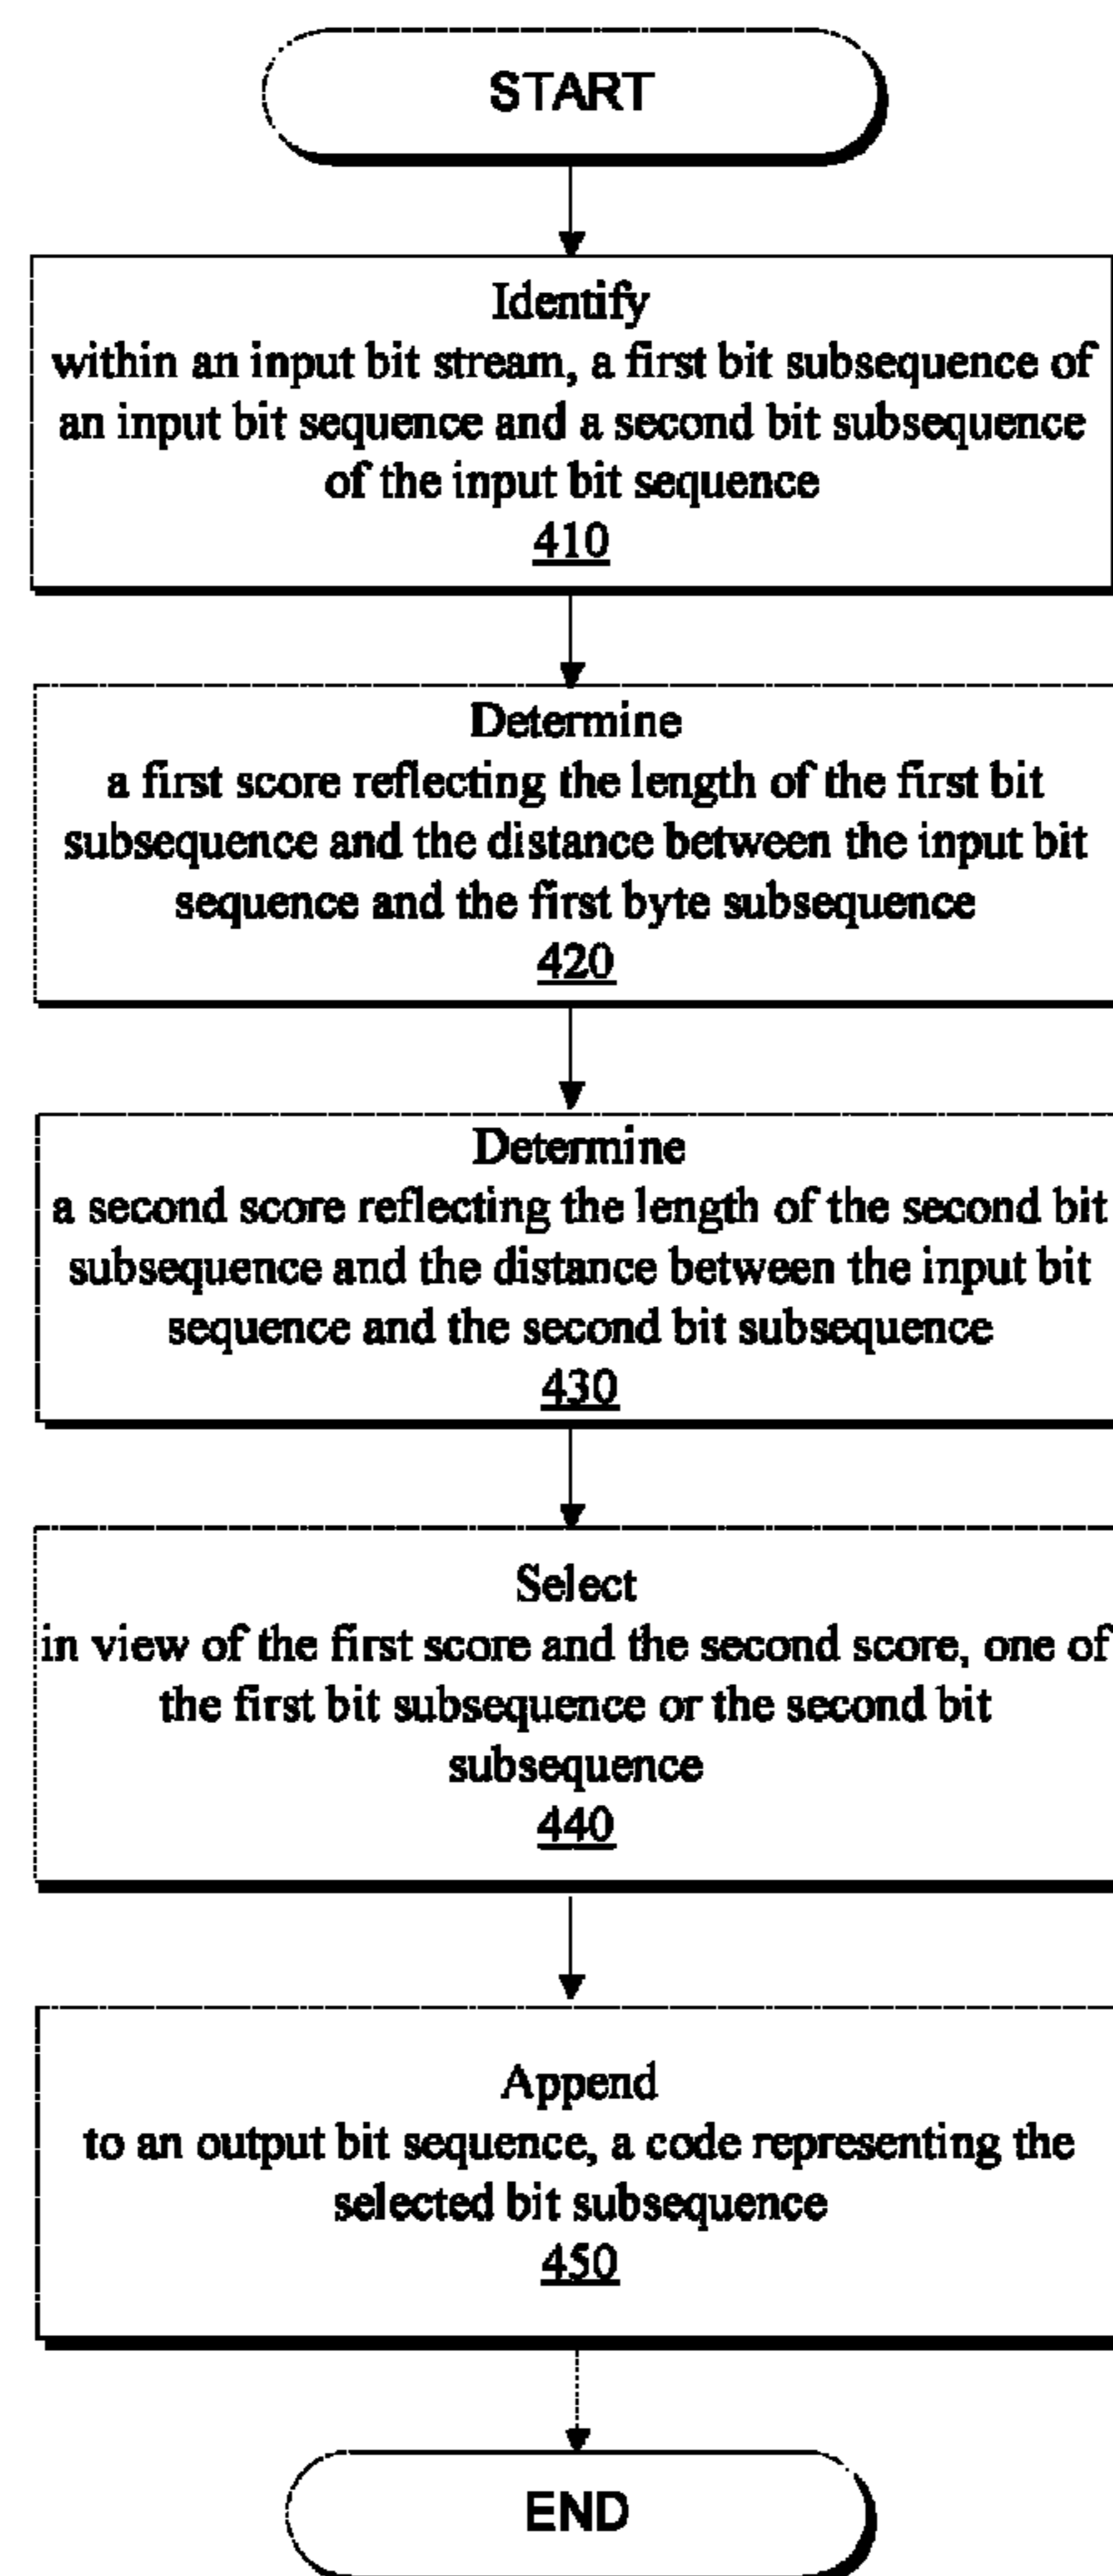 START
Identify
within an input bit stream, a first bit subsequence of
an input bit sequence and a second bit subsequence
of the input bit sequence
410
Determine
a first score reflecting the length of the first bit
subsequence and the distance between the input bit
sequence and the first byte subsequence
420
Determine
a second score reflecting the length of the second bit
subsequence and the distance between the input bit
sequence and the second bit subsequence
430
Select
in view of the first score and the second score, one of
the first bit subsequence or the second bit
subsequence
440
Append
to an output bit sequence, a code representing the
selected bit subsequence
450
END